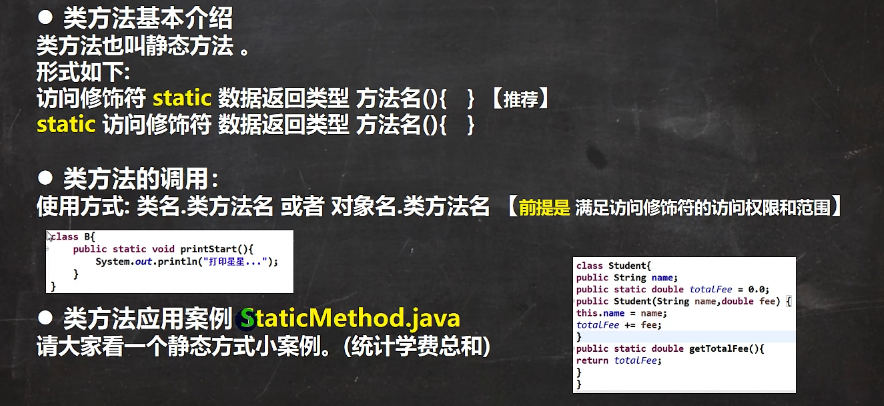 ● 类方法基本介绍
类方法也叫静态方法 。
形式如下:
访问修饰符 static 数据返回类型 方法名(){ } 【推荐】
static 访问修饰符 数据返回类型 方法名(){ }
● 类方法的调用:
使用方式: 类名.类方法名 或者 对象名.类方法名 【前提是 满足访问修饰符的访问权限和范围】
class B{
public static void printStart(){
System.out.println("打印星星...");
}
}
● 类方法应用案例 StaticMethod.java
请大家看一个静态方式小案例。(统计学费总和)
class Student{
public String name;
public static double totalFee = 0.0;
public Student(String name,double fee) {
this.name = name;
totalFee += fee;
}
public static double getTotalFee(){
return totalFee;
}
}